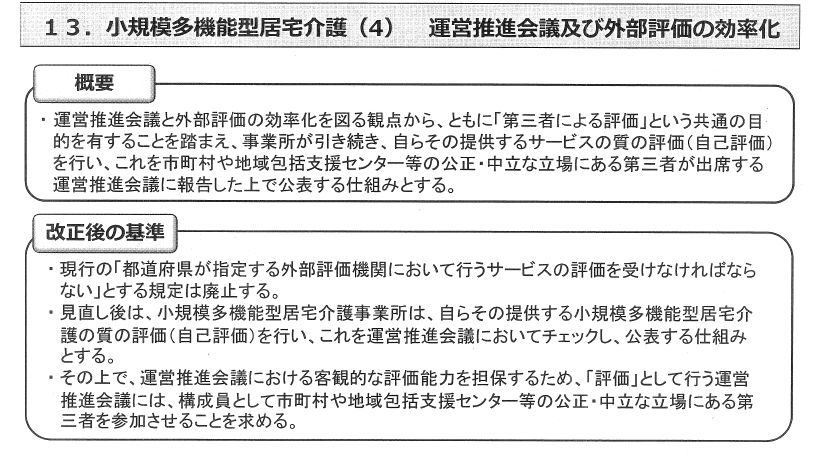 １３．小規模多機能型居宅介護（４）　運営推進会議及び外部評価の効率化
概要
・運営推進会議と外部評価の効率化を図る観点から、ともに「第三者による評価」という共通の目
的を有することを踏まえ、事業所が引き続き、自らその提供するサービスの質の評価（自己評価）
を行い、これを市町村や地域包括支援センター等の公正・中立な立場にある第三者が出席する
運営推進会議に報告した上で公表する仕組みとする。
改正後の基準
・現行の「都道府県が指定する外部評価機関において行うサービスの評価を受けなければなら
ない」とする規定は廃止する。
・見直し後は、小規模多機能型居宅介護事業所は、自らその提供する小規模多機能型居宅介
護の質の評価（自己評価）を行い、これを運営推進会議においてチェックし、公表する仕組み
とする。
・その上で、運営推進会議における客観的な評価能力を担保するため、「評価」として行う運営
推進会議には、構成員として市町村や地域包括支援センター等の公正・中立な立場にある第
三者を参加させることを求める。